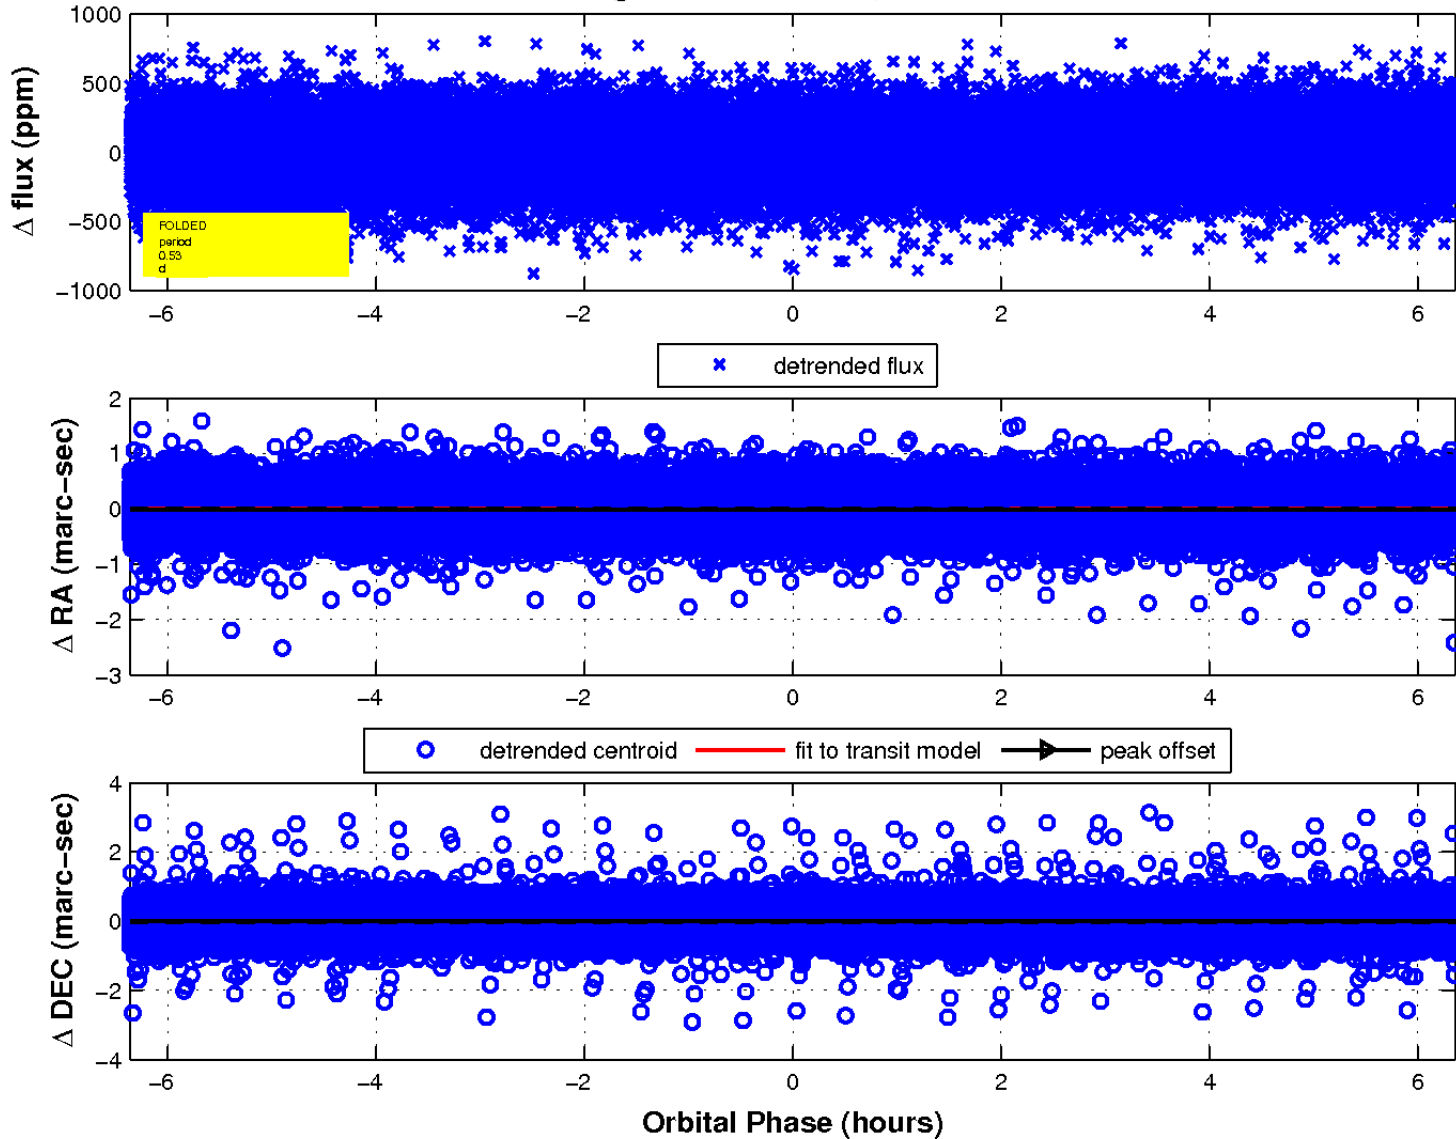 1000
500
0
−500
−1000
Δ flux (ppm)
FOLDED
period
0.53
d
−6 −4 −2 0 2 4 6
detrended flux
2
1
0
−1
−2
−3
Δ RA (marc−sec)
−6 −4 −2 0 2 4 6
detrended centroid fit to transit model peak offset
4
2
0
−2
−4
Δ DEC (marc−sec)
−6 −4 −2 0 2 4 6
Orbital Phase (hours)